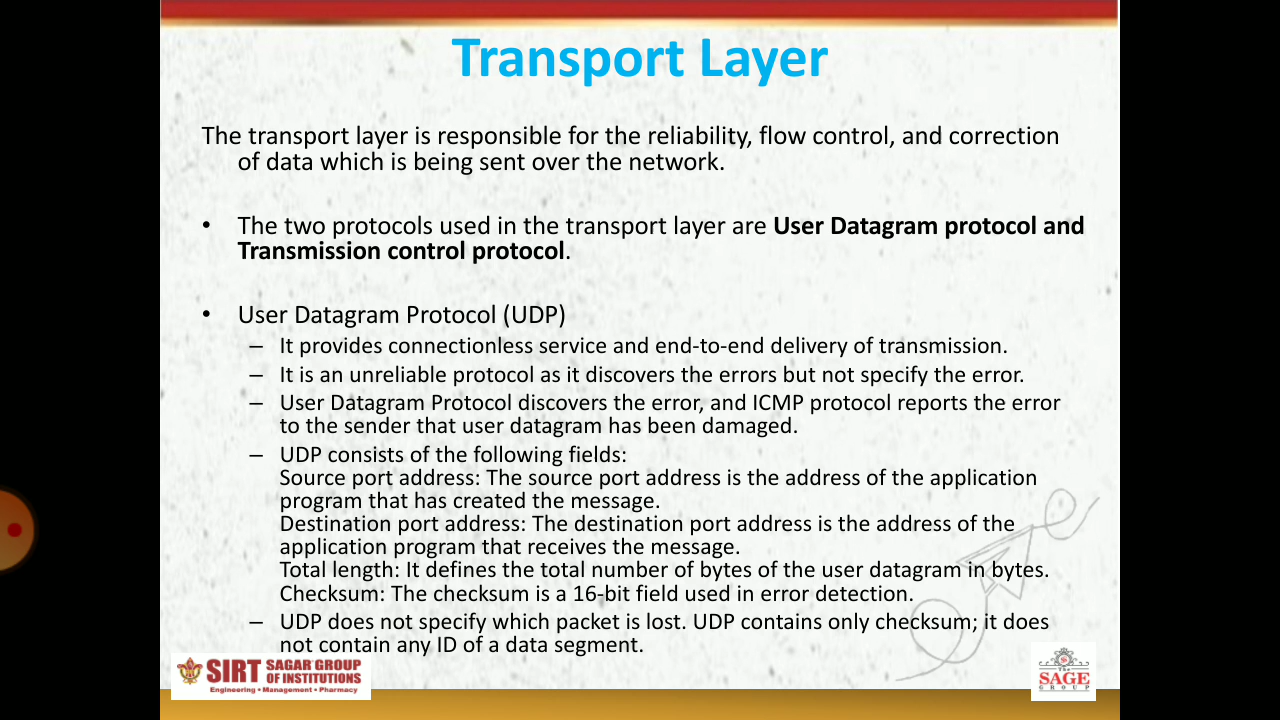 Transport Layer
The transport layer is responsible for the reliability, flow control, and correction
of data which is being sent over the network.
• The two protocols used in the transport layer are User Datagram protocol and
Transmission control protocol.
• User Datagram Protocol (UDP)
– It provides connectionless service and end-to-end delivery of transmission.
– It is an unreliable protocol as it discovers the errors but not specify the error.
– User Datagram Protocol discovers the error, and ICMP protocol reports the error
to the sender that user datagram has been damaged.
– UDP consists of the following fields:
Source port address: The source port address is the address of the application
program that has created the message.
Destination port address: The destination port address is the address of the
application program that receives the message.
Total length: It defines the total number of bytes of the user datagram in bytes.
Checksum: The checksum is a 16-bit field used in error detection.
– UDP does not specify which packet is lost. UDP contains only checksum; it does
not contain any ID of a data segment.
SIRT SAGAR GROUP
OF INSTITUTIONS
Engineering • Management • Pharmacy
The
SAGE
GROUP